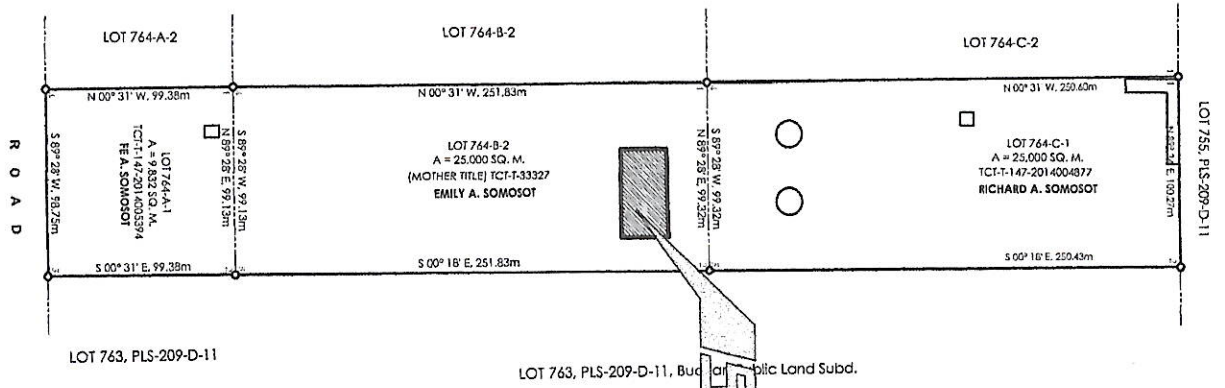 LOT 764-A-2
LOT 764-B-2
LOT 764-C-2
N 00° 31' W, 99.38m
N 00° 31' W, 251.83m
N 00° 31' W, 250.60m
ROAD
S 89° 28' W, 98.75m
LOT 764-A-1
A = 9,832 SQ. M.
TCT-T-147-2014005394
FE A. SOMOSOT
N 89° 28' E, 99.13m
S 89° 28' W, 99.13m
LOT 764-B-2
A = 25,000 SQ. M.
(MOTHER TITLE) TCT-T-33327
EMILY A. SOMOSOT
N 89° 28' E, 99.32m
S 89° 28' W, 99.32m
LOT 764-C-1
A = 25,000 SQ. M.
TCT-T-147-2014004877
RICHARD A. SOMOSOT
E, 100.27m
LOT 755, PLS-209-D-11
S 00° 31' E, 99.38m
S 00° 18' E, 251.83m
S 00° 18' E, 250.43m
LOT 763, PLS-209-D-11
LOT 763, PLS-209-D-11, Land Subd.